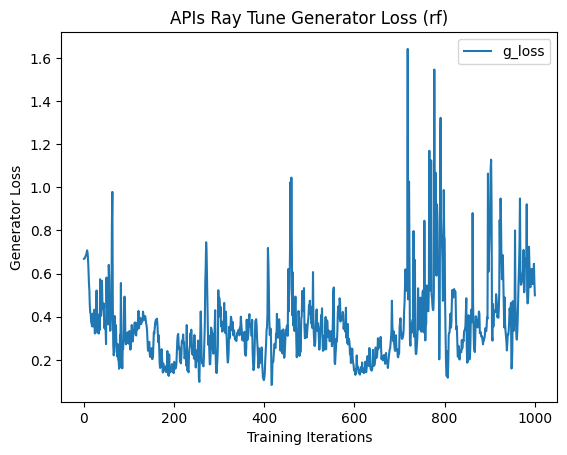 APIs Ray Tune Generator Loss (rf)
g_loss
Generator Loss
1.6
1.4
1.2
1.0
0.8
0.6
0.4
0.2
0 200 400 600 800 1000
Training Iterations